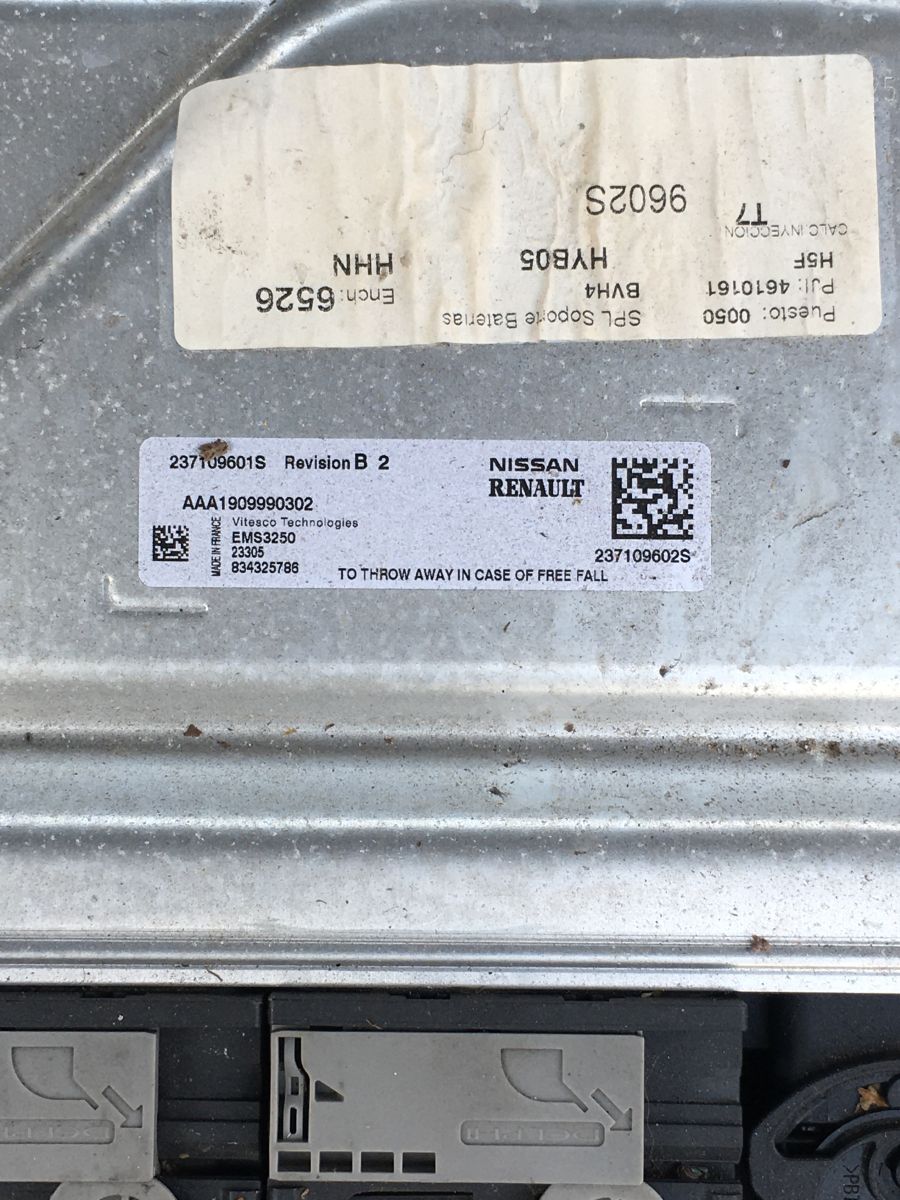 Puesto: 0050 SPL Soporte Baterias
PJI: 4610161 BVH4 Ench: 6526
H5F HYB05 HHN
CALC.INYECCION
T7 9602S
237109601S Revision B 2
NISSAN
RENAULT
AAA1909990302
MADE IN FRANCE
Vitesco Technologies
EMS3250
23305
834325786
237109602S
TO THROW AWAY IN CASE OF FREE FALL
DELPHI
DELPHI